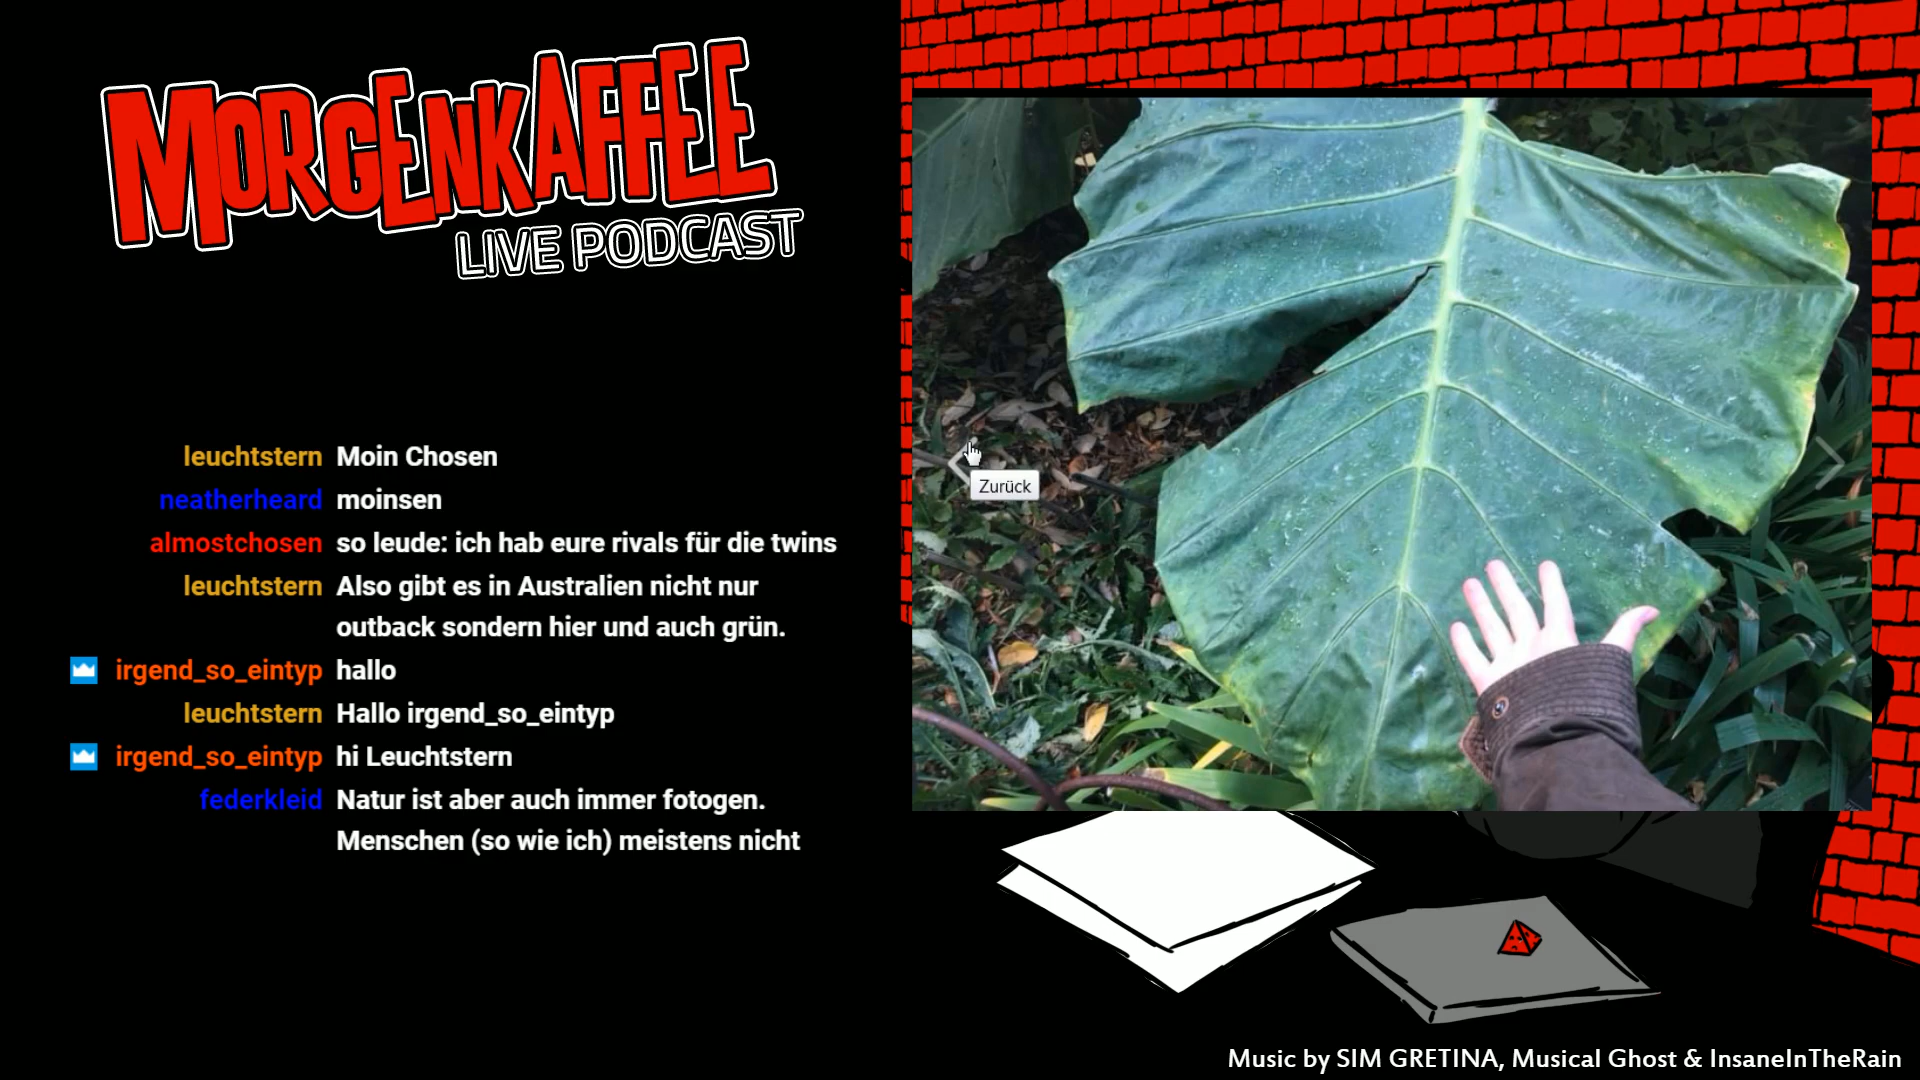 MORGENKAFFEE
LIVE PODCAST
leuchtstern Moin Chosen
neatherheard moinsen
almostchosen so leude: ich hab eure rivals für die twins
leuchtstern Also gibt es in Australien nicht nur
outback sondern hier und auch grün.
irgend_so_eintyp hallo
leuchtstern Hallo irgend_so_eintyp
irgend_so_eintyp hi Leuchtstern
federkleid Natur ist aber auch immer fotogen.
Menschen (so wie ich) meistens nicht
Zurück
Music by SIM GRETINA, Musical Ghost & InsaneInTheRain